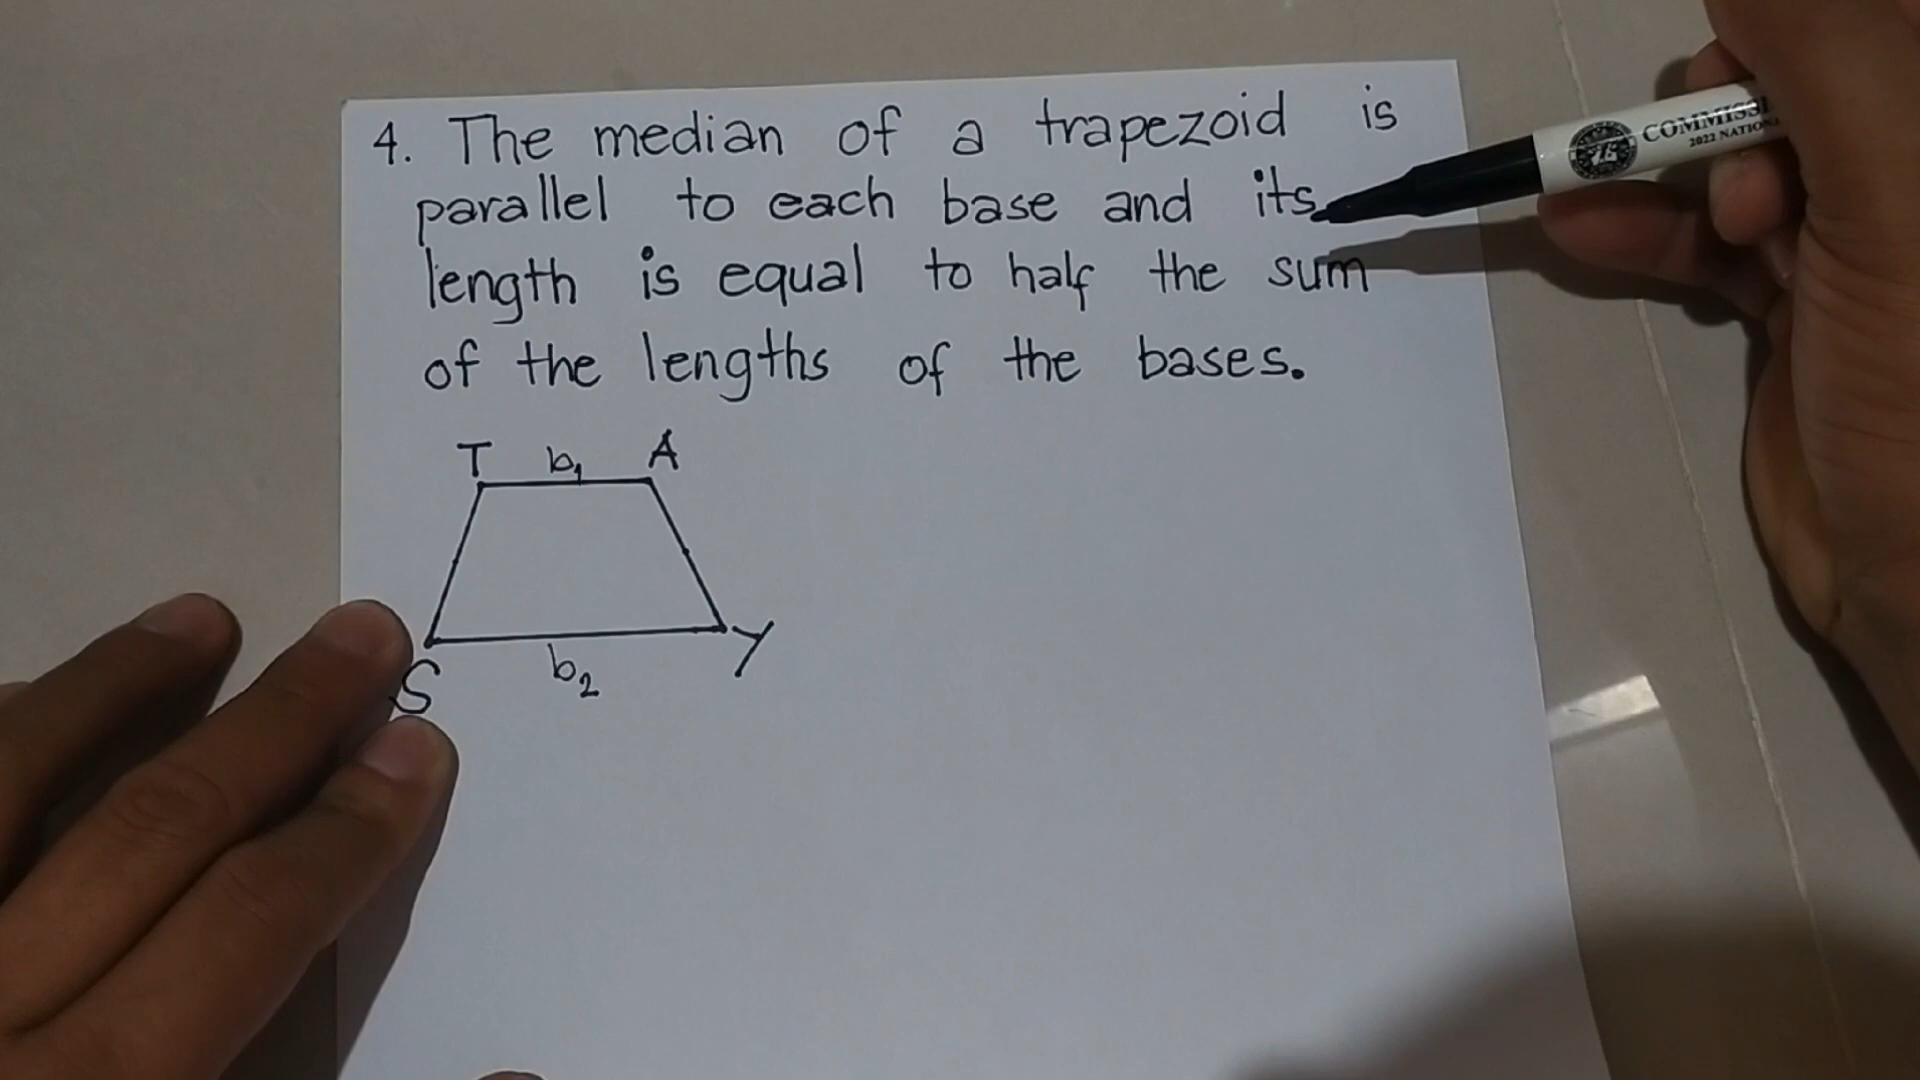 4. The median of a trapezoid is
parallel to each base and its
length is equal to half the sum
of the lengths of the bases.
T b₁ A
S b₂ Y
COMMISSI
2022 NATION